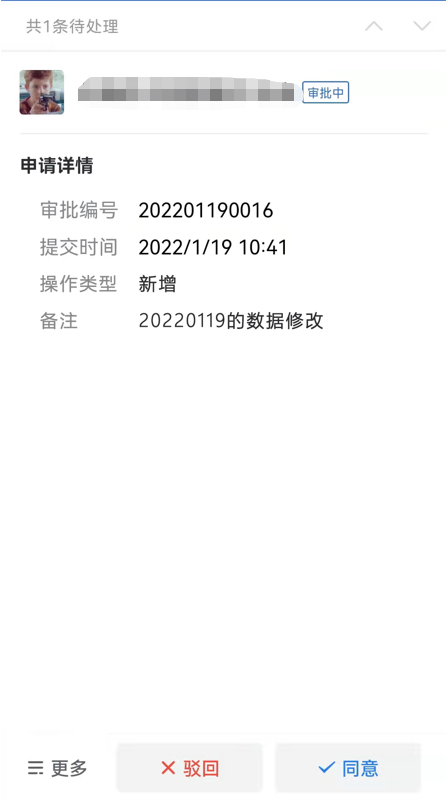 共1条待处理
审批中
申请详情
审批编号 202201190016
提交时间 2022/1/19 10:41
操作类型 新增
备注 20220119的数据修改
更多 驳回 同意